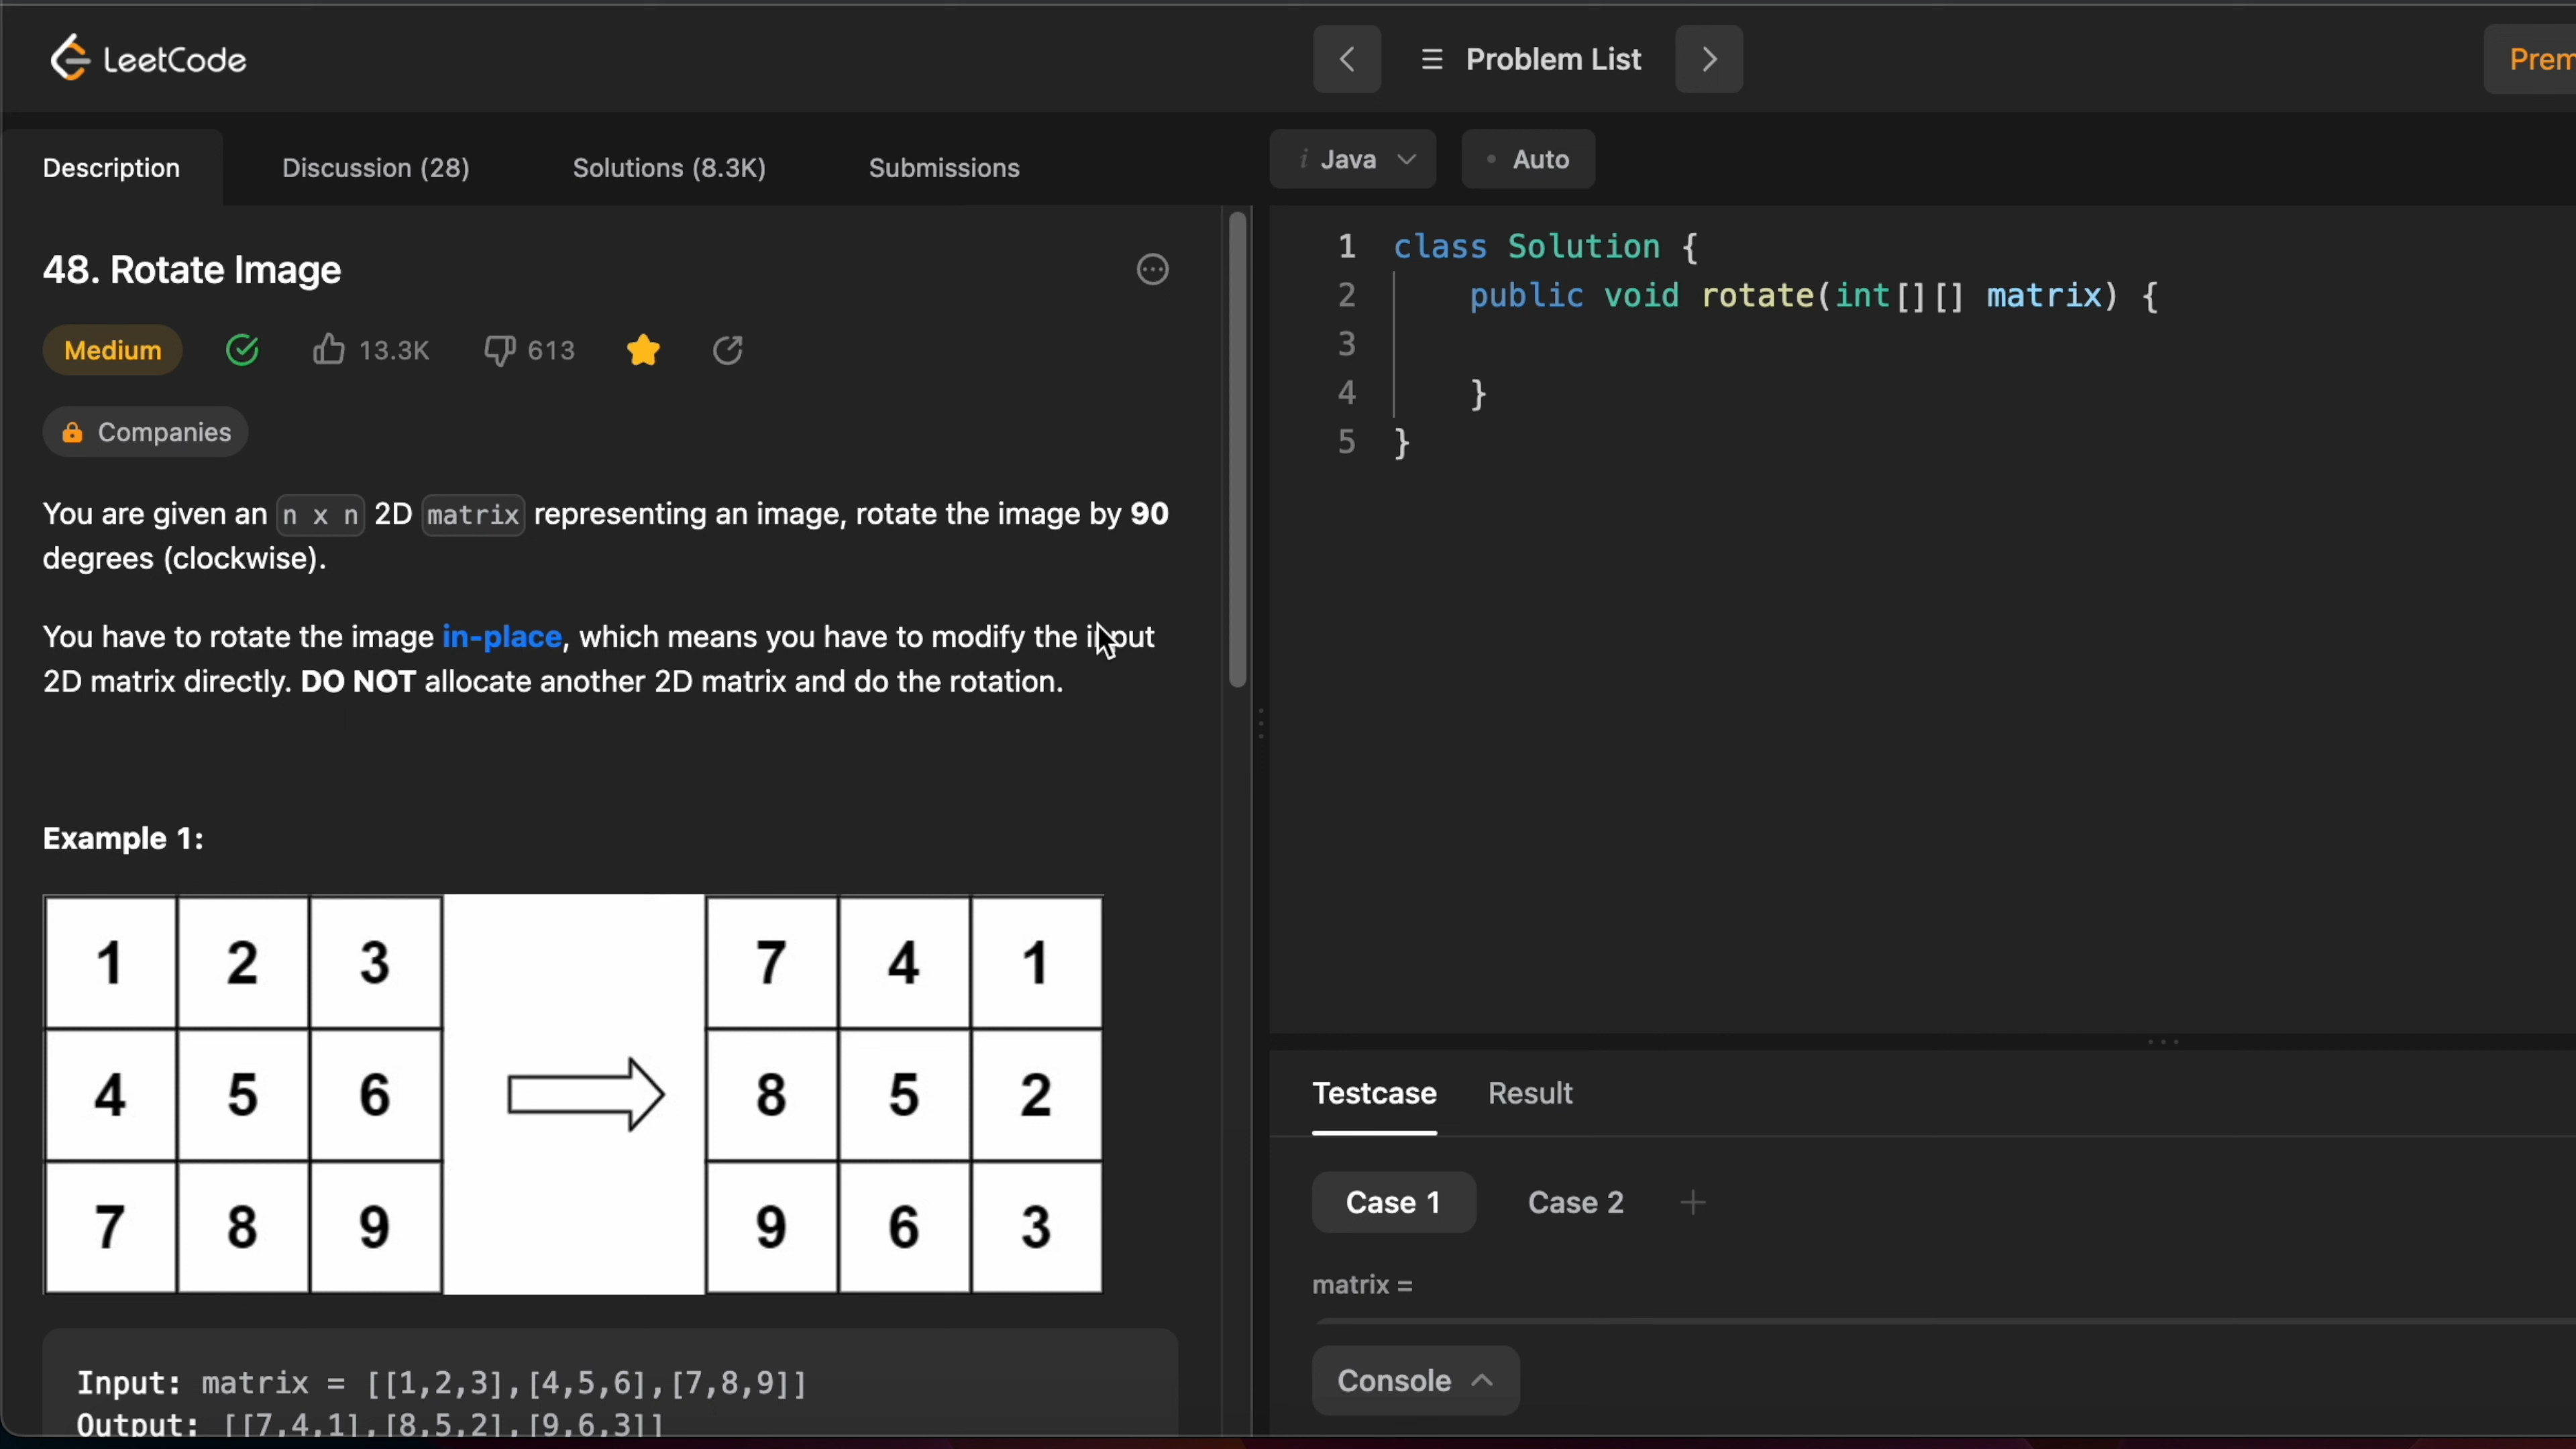 LeetCode
Problem List
Prem
Description
Discussion (28)
Solutions (8.3K)
Submissions
i Java
Auto
48. Rotate Image
Medium
13.3K
613
Companies
You are given an n x n 2D matrix representing an image, rotate the image by 90
degrees (clockwise).
You have to rotate the image in-place, which means you have to modify the input
2D matrix directly. DO NOT allocate another 2D matrix and do the rotation.
Example 1:
1 2 3 7 4 1
4 5 6 8 5 2
7 8 9 9 6 3
Input: matrix = [[1,2,3],[4,5,6],[7,8,9]]
Output: [[7,4,1],[8,5,2],[9,6,3]]
1 class Solution {
2 public void rotate(int[][] matrix) {
3
4 }
5 }
Testcase
Result
Case 1
Case 2
+
matrix =
Console